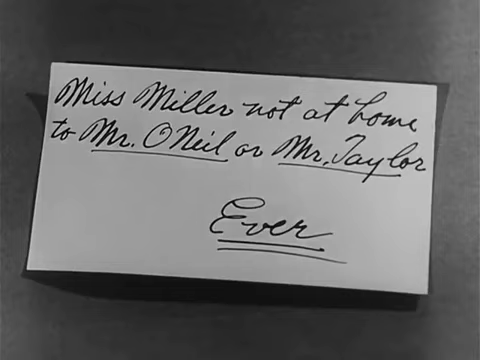 Miss Miller not at home
to Mr. O'Neil or Mr. Taylor
Ever